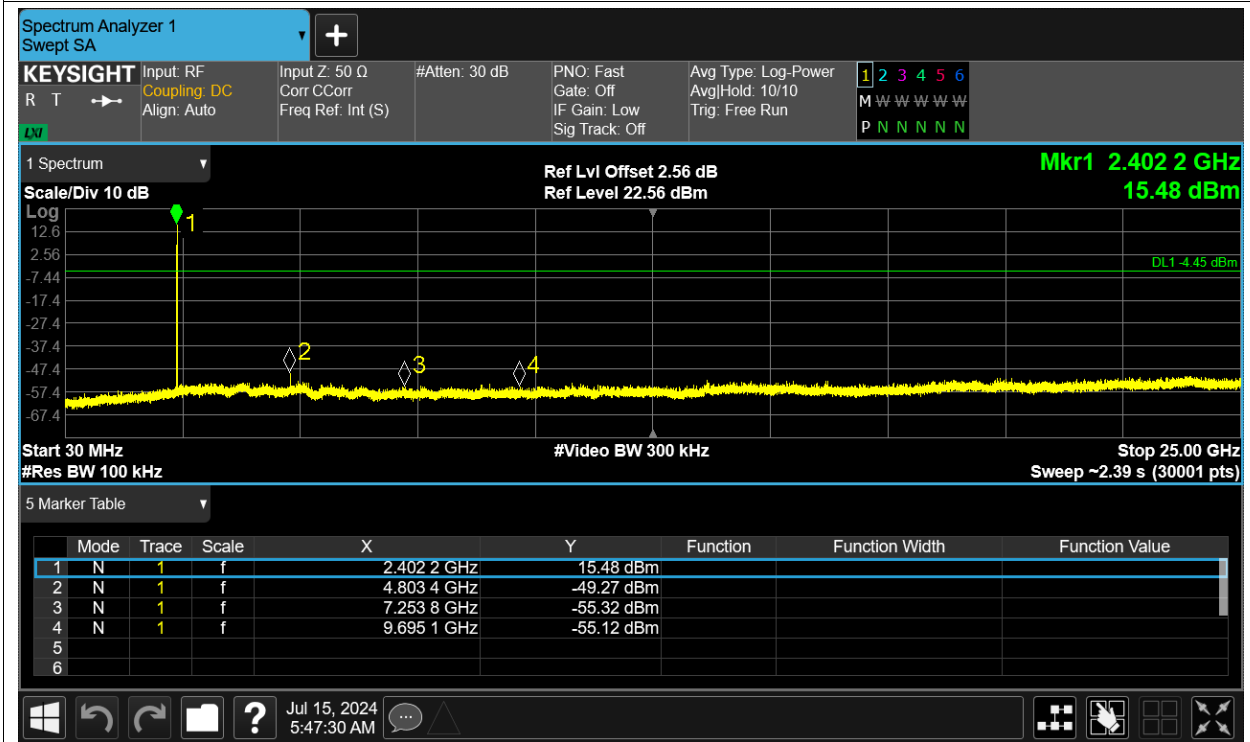 Spectrum Analyzer 1
Swept SA
+
KEYSIGHT
R T
LXI
Input: RF
Coupling: DC
Align: Auto
Input Z: 50 Ω
Corr CCorr
Freq Ref: Int (S)
#Atten: 30 dB
PNO: Fast
Gate: Off
IF Gain: Low
Sig Track: Off
Avg Type: Log-Power
Avg|Hold: 10/10
Trig: Free Run
1 2 3 4 5 6
M W W W W W
P N N N N N
1 Spectrum
Scale/Div 10 dB
Ref Lvl Offset 2.56 dB
Ref Level 22.56 dBm
Mkr1 2.402 2 GHz
15.48 dBm
Log
12.6
2.56
-7.44
-17.4
-27.4
-37.4
-47.4
-57.4
-67.4
1
2
3
4
DL1 -4.45 dBm
Start 30 MHz
#Res BW 100 kHz
#Video BW 300 kHz
Stop 25.00 GHz
Sweep ~2.39 s (30001 pts)
5 Marker Table
Mode Trace Scale X Y Function Function Width Function Value
1 N 1 f 2.402 2 GHz 15.48 dBm
2 N 1 f 4.803 4 GHz -49.27 dBm
3 N 1 f 7.253 8 GHz -55.32 dBm
4 N 1 f 9.695 1 GHz -55.12 dBm
5
6
?
Jul 15, 2024
5:47:30 AM